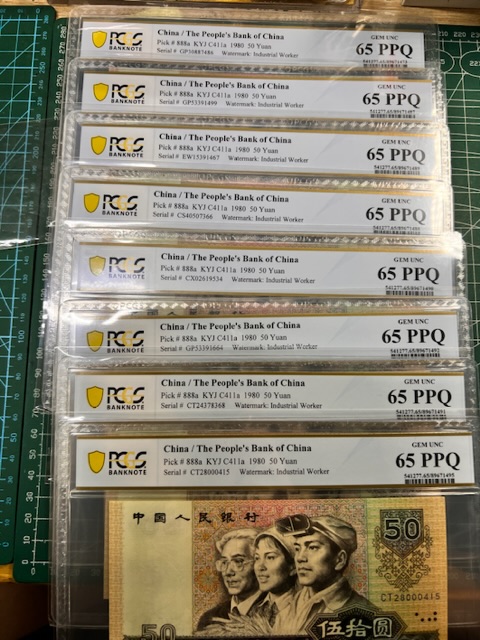 PCGS
BANKNOTE
China / The People's Bank of China
Pick # 888a KYJ C411a 1980 50 Yuan
Watermark: Industrial Worker
GEM UNC
65 PPQ
PCGS
BANKNOTE
China / The People's Bank of China
Pick # 888a KYJ C411a 1980 50 Yuan
Serial # GP53391499 Watermark: Industrial Worker
GEM UNC
65 PPQ
PCGS
BANKNOTE
China / The People's Bank of China
Pick # 888a KYJ C411a 1980 50 Yuan
Serial # EW15391467 Watermark: Industrial Worker
GEM UNC
65 PPQ
PCGS
BANKNOTE
China / The People's Bank of China
Pick # 888a KYJ C411a 1980 50 Yuan
Serial # CS40507366 Watermark: Industrial Worker
GEM UNC
65 PPQ
PCGS
BANKNOTE
China / The People's Bank of China
Pick # 888a KYJ C411a 1980 50 Yuan
Serial # CX02619534 Watermark: Industrial Worker
GEM UNC
65 PPQ
PCGS
BANKNOTE
China / The People's Bank of China
Pick # 888a KYJ C411a 1980 50 Yuan
Serial # GP53391664 Watermark: Industrial Worker
GEM UNC
65 PPQ
PCGS
BANKNOTE
China / The People's Bank of China
Pick # 888a KYJ C411a 1980 50 Yuan
Serial # CT24378368 Watermark: Industrial Worker
GEM UNC
65 PPQ
PCGS
BANKNOTE
China / The People's Bank of China
Pick # 888a KYJ C411a 1980 50 Yuan
Serial # CT28000415 Watermark: Industrial Worker
GEM UNC
65 PPQ
541277.65/89671495
中国人民银行
50
CT28000415
50
伍拾圆